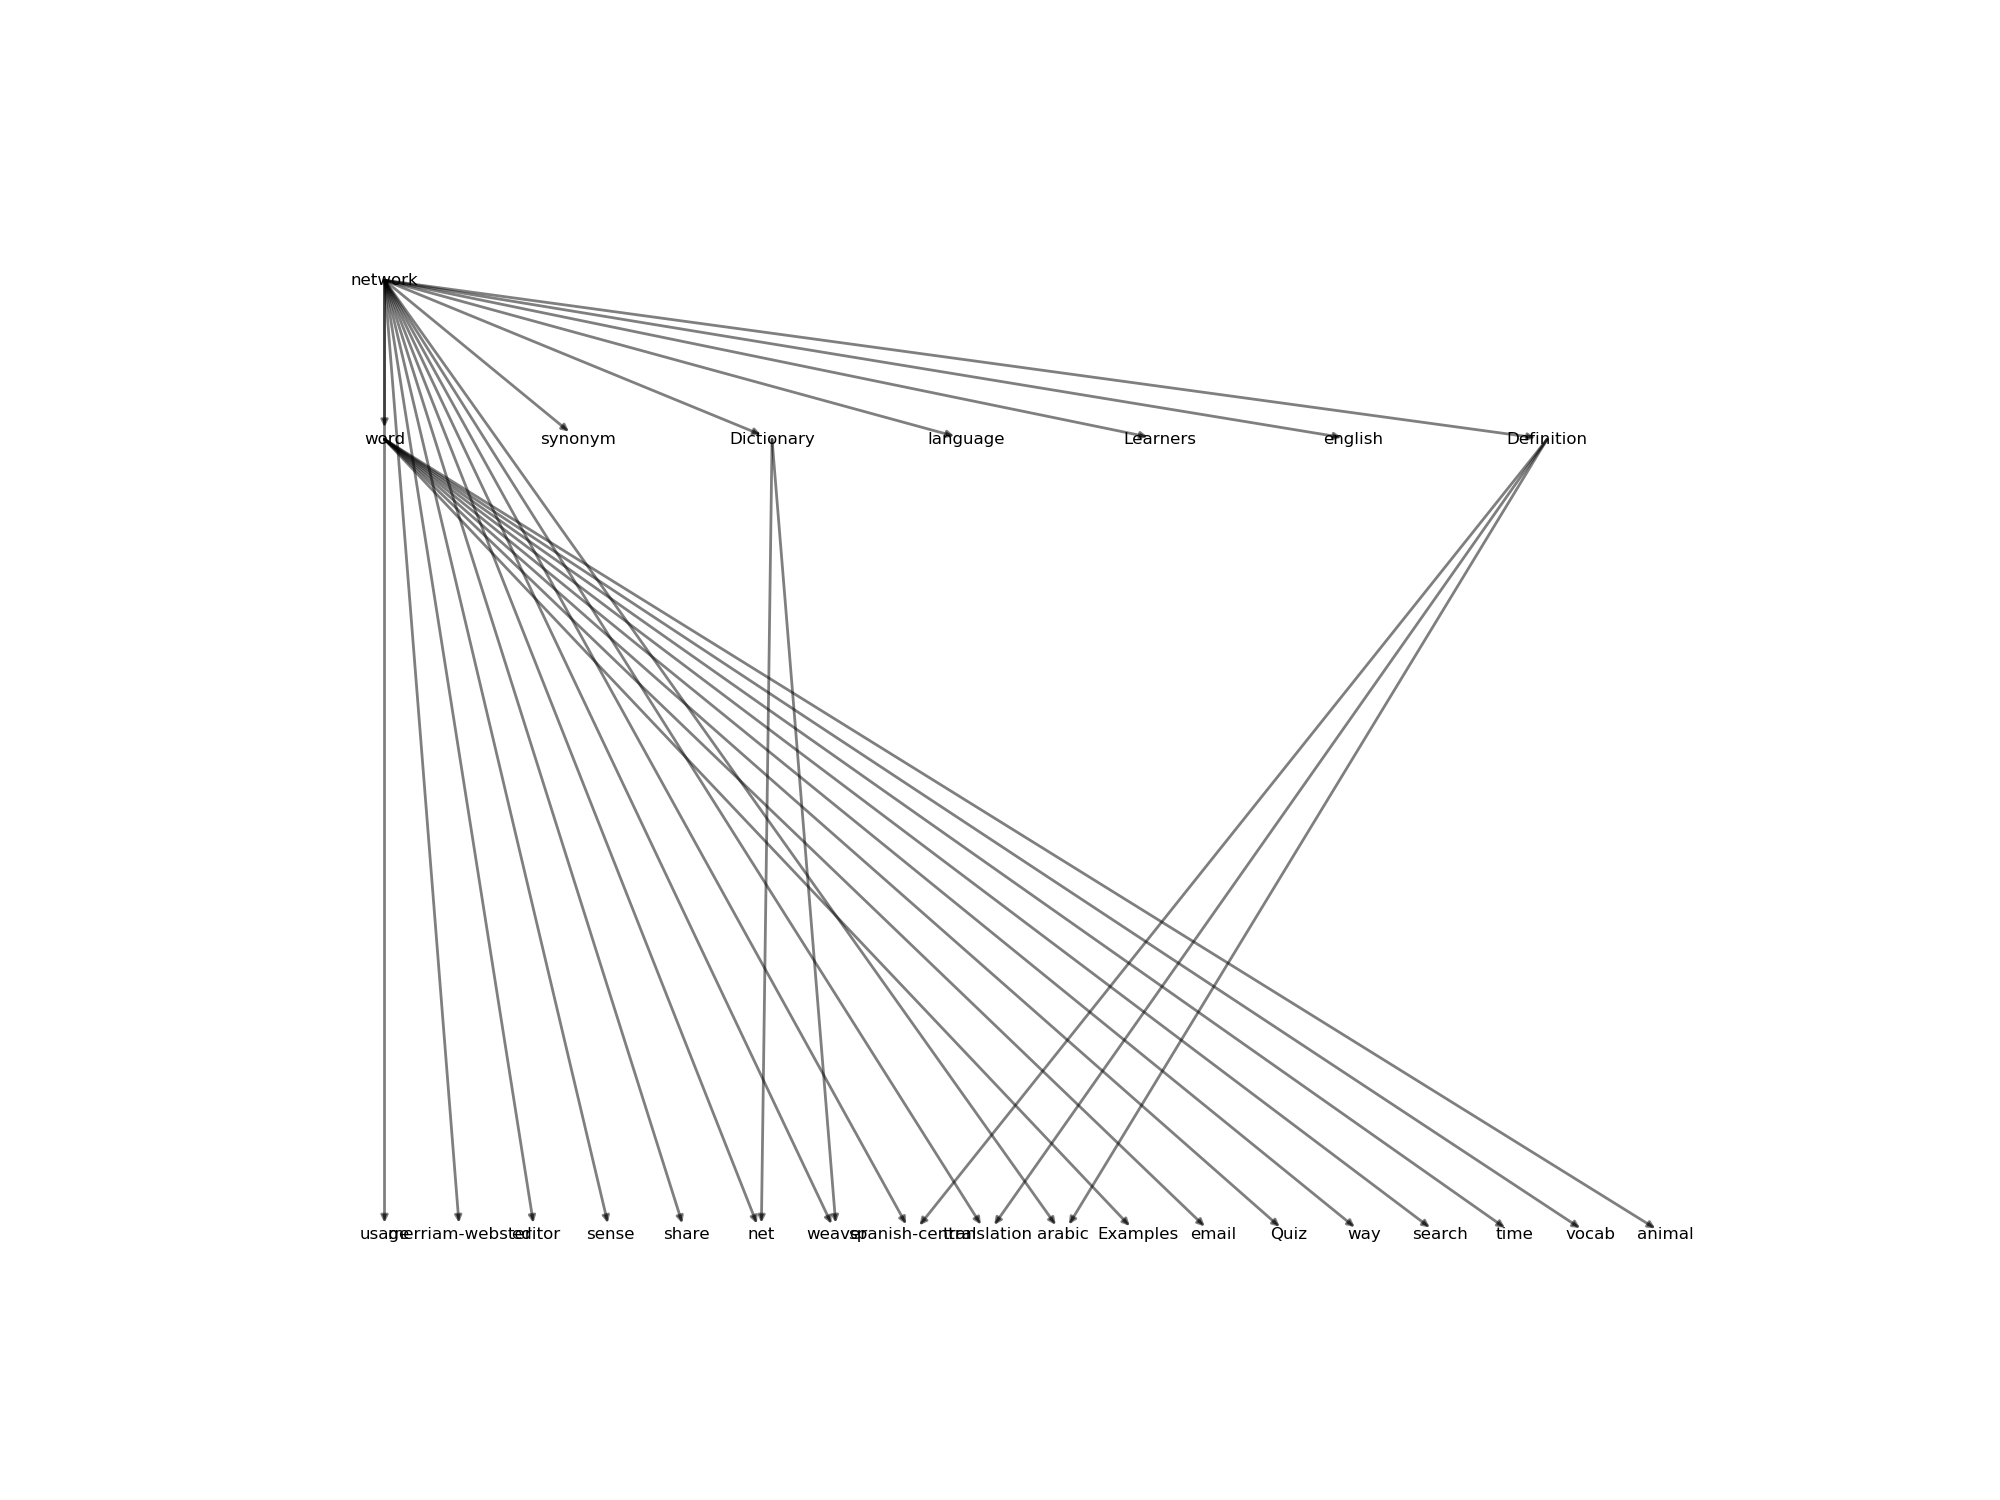 network
word synonym Dictionary language Learners english Definition
usage merriam-webster editor sense share net weaver spanish-central translation arabic Examples email Quiz way search time vocab animal